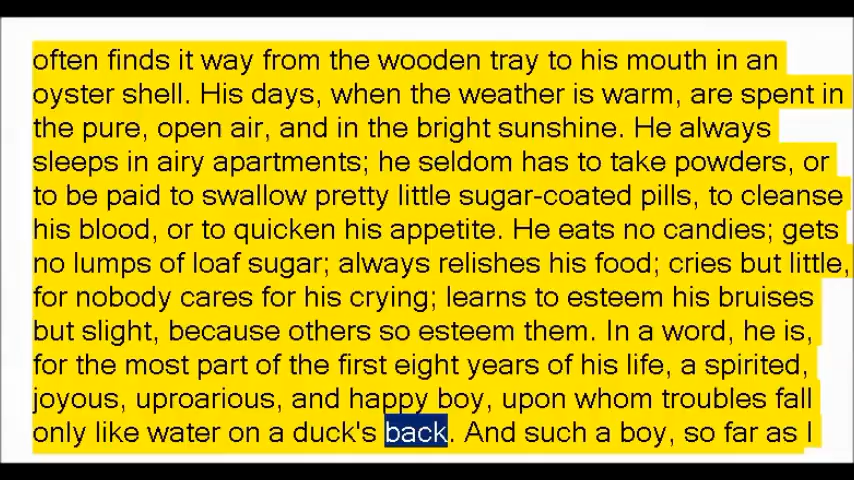 often finds it way from the wooden tray to his mouth in an
oyster shell. His days, when the weather is warm, are spent in
the pure, open air, and in the bright sunshine. He always
sleeps in airy apartments; he seldom has to take powders, or
to be paid to swallow pretty little sugar-coated pills, to cleanse
his blood, or to quicken his appetite. He eats no candies; gets
no lumps of loaf sugar; always relishes his food; cries but little,
for nobody cares for his crying; learns to esteem his bruises
but slight, because others so esteem them. In a word, he is,
for the most part of the first eight years of his life, a spirited,
joyous, uproarious, and happy boy, upon whom troubles fall
only like water on a duck's back. And such a boy, so far as I